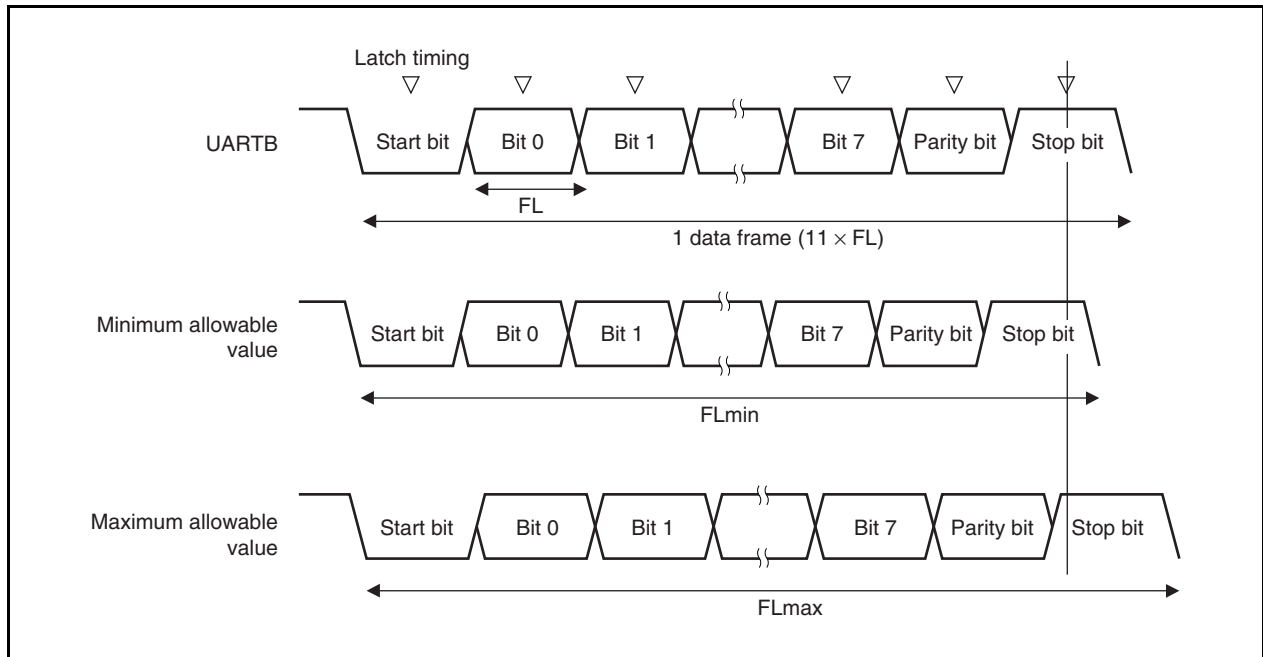 Latch timing
UARTB
Start bit
Bit 0
Bit 1
Bit 7
Parity bit
Stop bit
FL
1 data frame (11 × FL)
Minimum allowable
value
Start bit
Bit 0
Bit 1
Bit 7
Parity bit
Stop bit
FLmin
Maximum allowable
value
Start bit
Bit 0
Bit 1
Bit 7
Parity bit
Stop bit
FLmax